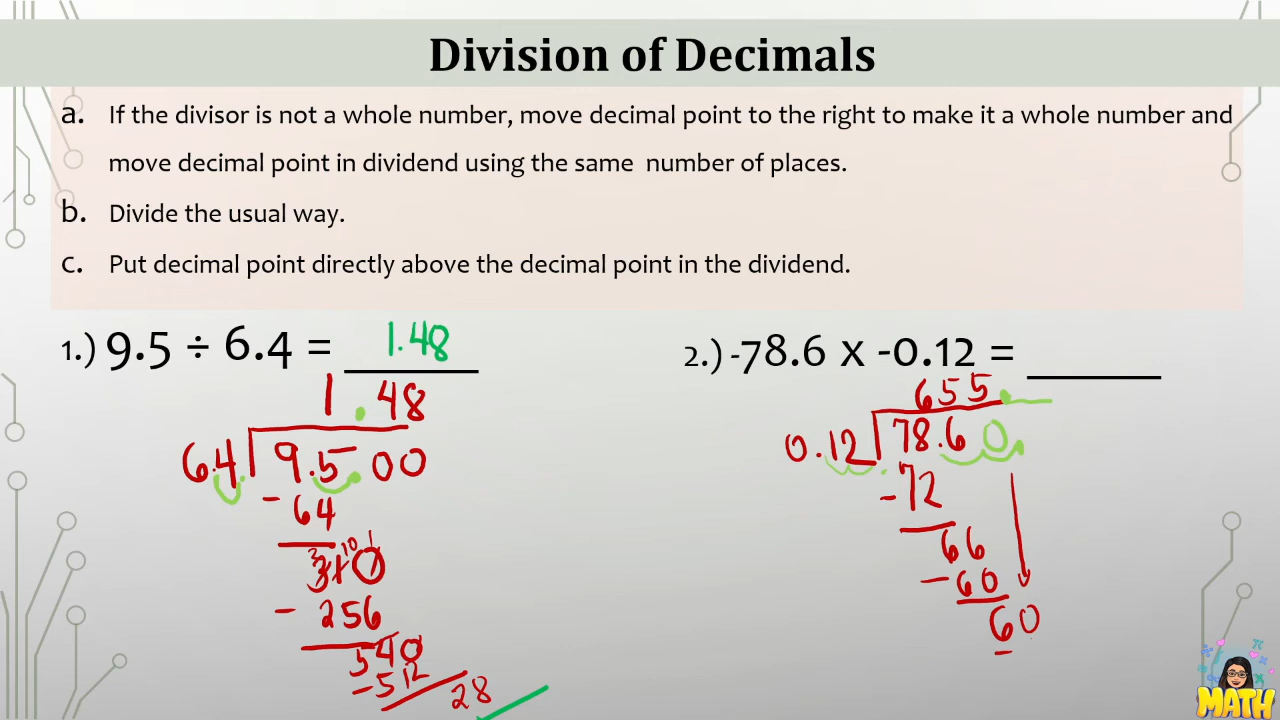 Division of Decimals
a. If the divisor is not a whole number, move decimal point to the right to make it a whole number and
move decimal point in dividend using the same number of places.
b. Divide the usual way.
c. Put decimal point directly above the decimal point in the dividend.
1.) 9.5 ÷ 6.4 = 1.48
1.48
6.4 9.5.00
- 64
310
- 256
540
- 512
28
2.) -78.6 x -0.12 = ______
655.
0.12 78.60.
- 72
66
- 60
60
MATH